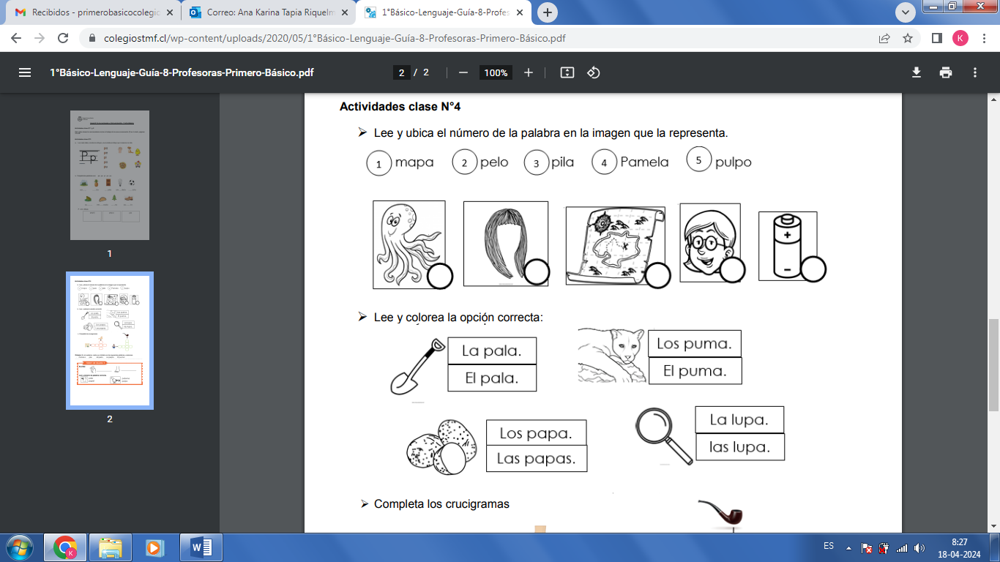 Recibidos - primerobasicocolegic
Correo: Ana Karina Tapia Riquelm
1°Básico-Lenguaje-Guía-8-Profes
colegiostmf.cl/wp-content/uploads/2020/05/1°Básico-Lenguaje-Guía-8-Profesoras-Primero-Básico.pdf
K
1°Básico-Lenguaje-Guía-8-Profesoras-Primero-Básico.pdf
2 / 2
100%
1
2
Actividades clase N°4
Lee y ubica el número de la palabra en la imagen que la representa.
1 mapa 2 pelo 3 pila 4 Pamela 5 pulpo
+
-
Lee y colorea la opción correcta:
La pala.
El pala.
Los puma.
El puma.
Los papa.
Las papas.
La lupa.
las lupa.
Completa los crucigramas
ES
8:27
18-04-2024